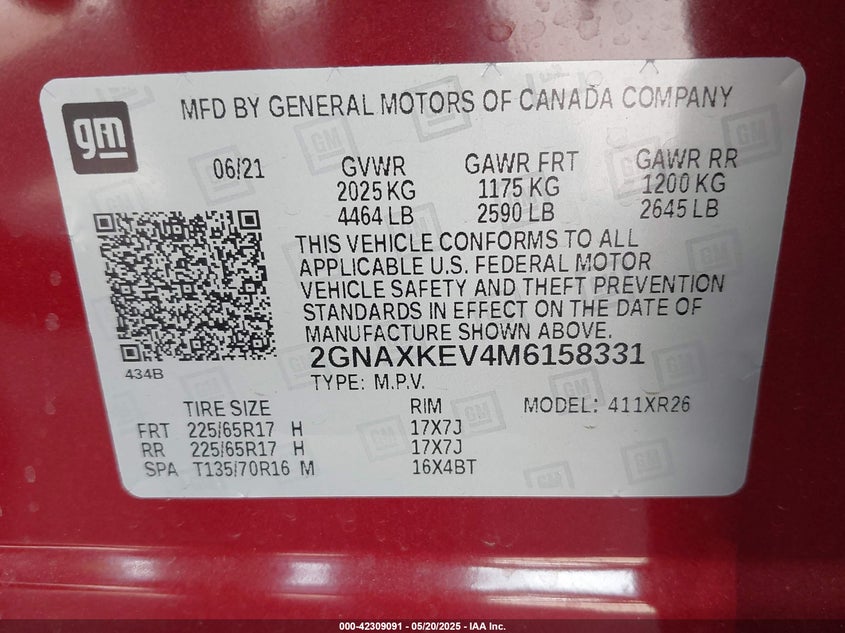 MFD BY GENERAL MOTORS OF CANADA COMPANY
gm
06/21 GVWR GAWR FRT GAWR RR
2025 KG 1175 KG 1200 KG
4464 LB 2590 LB 2645 LB
THIS VEHICLE CONFORMS TO ALL
APPLICABLE U.S. FEDERAL MOTOR
VEHICLE SAFETY AND THEFT PREVENTION
STANDARDS IN EFFECT ON THE DATE OF
MANUFACTURE SHOWN ABOVE.
2GNAXKEV4M6158331
434B
TYPE: M.P.V.
TIRE SIZE RIM MODEL: 411XR26
FRT 225/65R17 H 17X7J
RR 225/65R17 H 17X7J
SPA T135/70R16 M 16X4BT
000-42309091 - 05/20/2025 - IAA Inc.